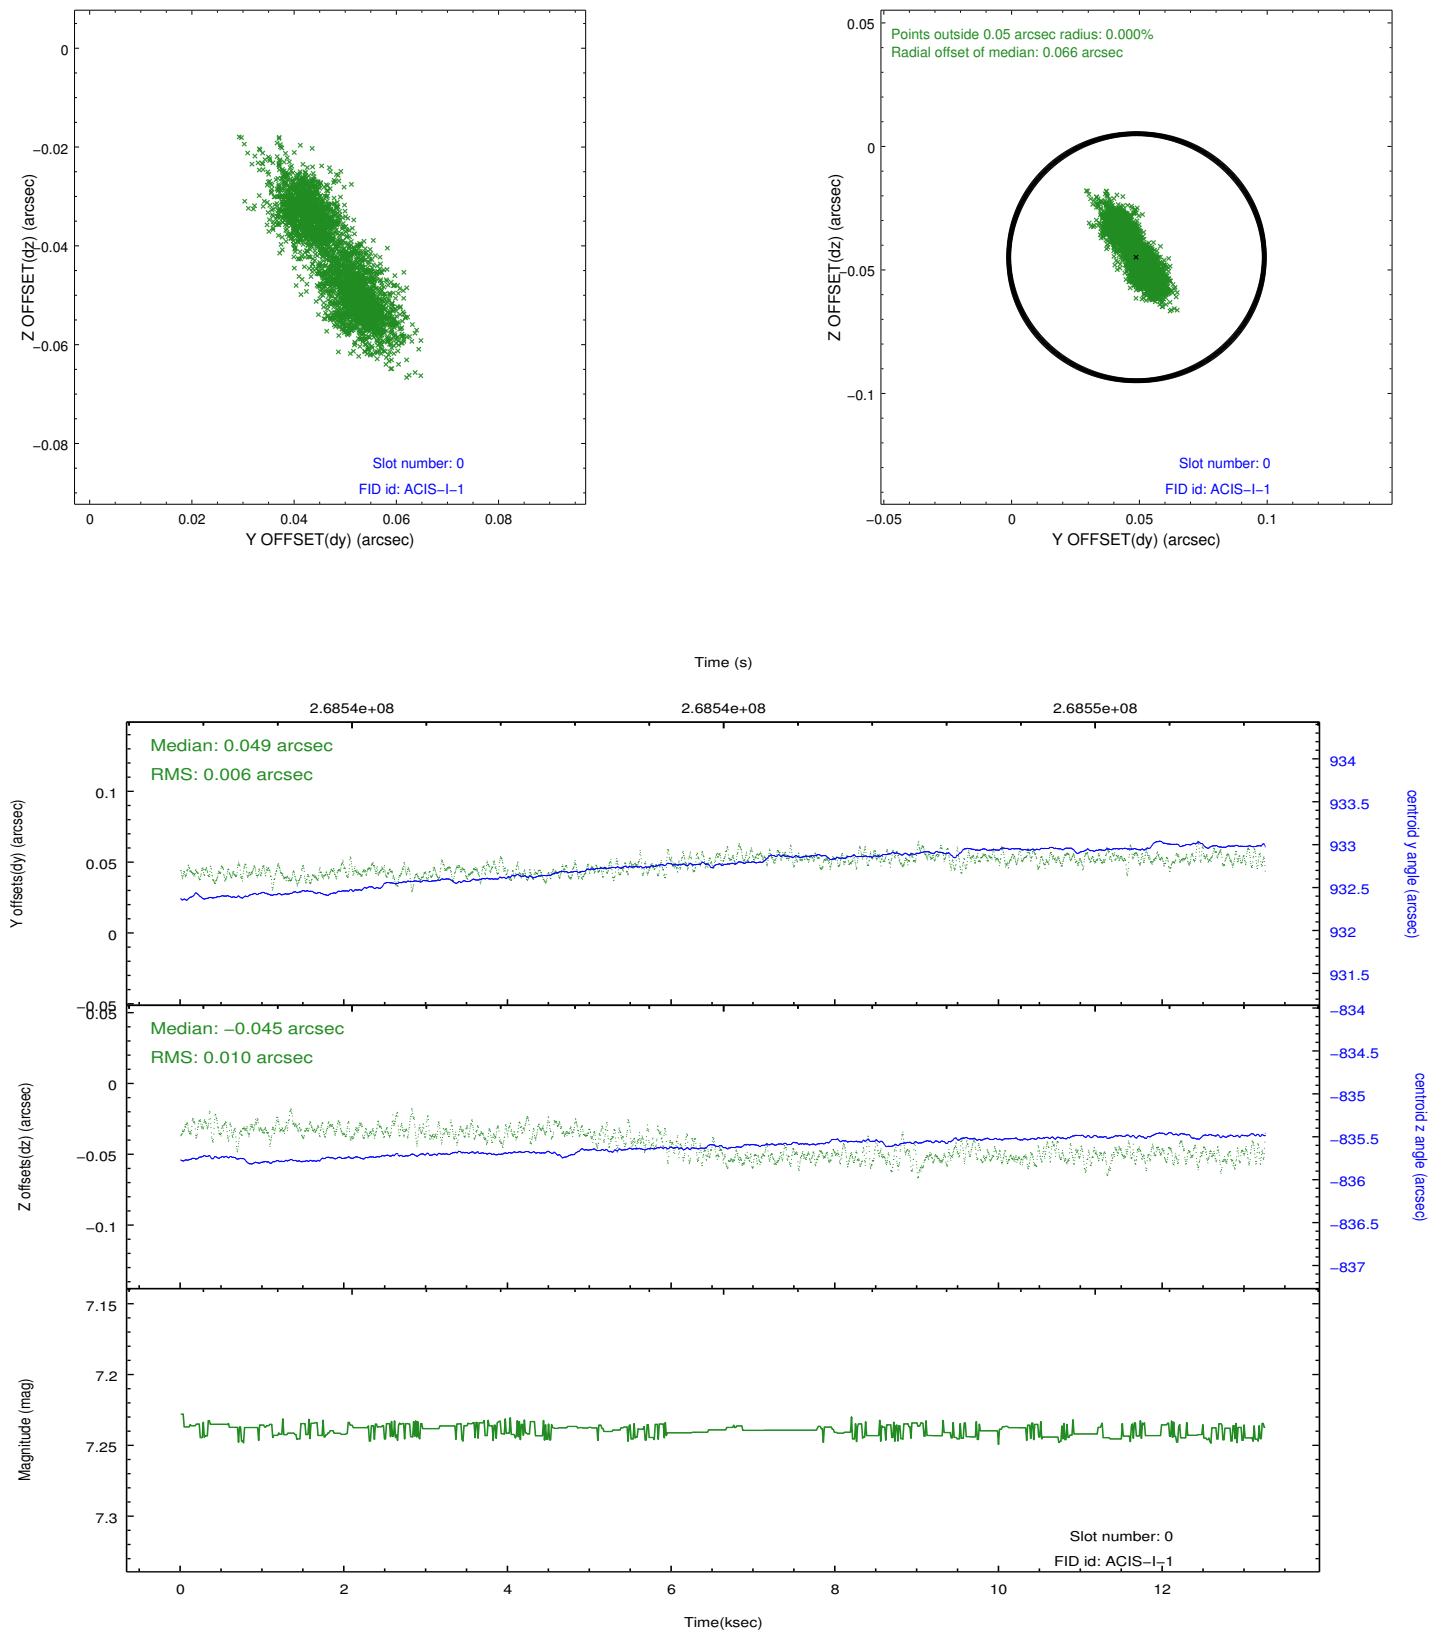 0
−0.02
−0.04
−0.06
−0.08
Z OFFSET(dz) (arcsec)
Slot number: 0
FID id: ACIS−I−1
0
0.02
0.04
0.06
0.08
Y OFFSET(dy) (arcsec)
Points outside 0.05 arcsec radius: 0.000%
Radial offset of median: 0.066 arcsec
0.05
0
−0.05
−0.1
Z OFFSET(dz) (arcsec)
Slot number: 0
FID id: ACIS−I−1
−0.05
0
0.05
0.1
Y OFFSET(dy) (arcsec)
Time (s)
2.6854e+08
2.6854e+08
2.6855e+08
Median: 0.049 arcsec
RMS: 0.006 arcsec
0.1
0.05
0
−0.05
Y offsets(dy) (arcsec)
934
933.5
933
932.5
932
931.5
centroid y angle (arcsec)
Median: −0.045 arcsec
RMS: 0.010 arcsec
0.05
0
−0.05
−0.1
Z offsets(dz) (arcsec)
−834
−834.5
−835
−835.5
−836
−836.5
−837
centroid z angle (arcsec)
7.15
7.2
7.25
7.3
Magnitude (mag)
Slot number: 0
FID id: ACIS−I−1
0
2
4
6
8
10
12
Time(ksec)